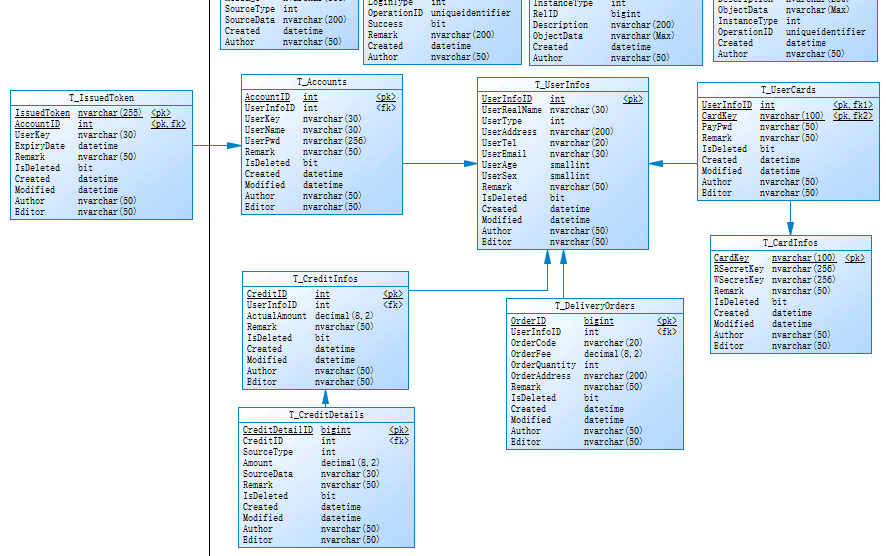 SourceType int
SourceData nvarchar(200)
Created datetime
Author nvarchar(50)
LoginType int
OperationID uniqueidentifier
Success bit
Remark nvarchar(200)
Created datetime
Author nvarchar(50)
InstanceType int
RelID bigint
Description nvarchar(200)
ObjectData nvarchar(Max)
Created datetime
Author nvarchar(50)
ObjectData nvarchar(Max)
InstanceType int
OperationID uniqueidentifier
Created datetime
Author nvarchar(50)
T_IssuedToken
IssuedToken nvarchar(255) <pk>
AccountID int <pk,fk>
UserKey nvarchar(30)
ExpiryDate datetime
Remark nvarchar(50)
IsDeleted bit
Created datetime
Modified datetime
Author nvarchar(50)
Editor nvarchar(50)
T_Accounts
AccountID int <pk>
UserInfoID int <fk>
UserKey nvarchar(30)
UserName nvarchar(30)
UserPwd nvarchar(256)
Remark nvarchar(50)
IsDeleted bit
Created datetime
Modified datetime
Author nvarchar(50)
Editor nvarchar(50)
T_UserInfos
UserInfoID int <pk>
UserRealName nvarchar(30)
UserType int
UserAddress nvarchar(200)
UserTel nvarchar(20)
UserEmail nvarchar(30)
UserAge smallint
UserSex smallint
Remark nvarchar(50)
IsDeleted bit
Created datetime
Modified datetime
Author nvarchar(50)
Editor nvarchar(50)
T_UserCards
UserInfoID int <pk,fk1>
CardKey nvarchar(100) <pk,fk2>
PayPwd nvarchar(50)
Remark nvarchar(50)
IsDeleted bit
Created datetime
Modified datetime
Author nvarchar(50)
Editor nvarchar(50)
T_CardInfos
CardKey nvarchar(100) <pk>
RSecretKey nvarchar(256)
WSecretKey nvarchar(256)
Remark nvarchar(50)
IsDeleted bit
Created datetime
Modified datetime
Author nvarchar(50)
Editor nvarchar(50)
T_CreditInfos
CreditID int <pk>
UserInfoID int <fk>
ActualAmount decimal(8,2)
Remark nvarchar(50)
IsDeleted bit
Created datetime
Modified datetime
Author nvarchar(50)
Editor nvarchar(50)
T_DeliveryOrders
OrderID bigint <pk>
UserInfoID int <fk>
OrderCode nvarchar(20)
OrderFee decimal(8,2)
OrderQuantity int
OrderAddress nvarchar(200)
Remark nvarchar(50)
IsDeleted bit
Created datetime
Modified datetime
Author nvarchar(50)
Editor nvarchar(50)
T_CreditDetails
CreditDetailID bigint <pk>
CreditID int <fk>
SourceType int
Amount decimal(8,2)
SourceData nvarchar(30)
Remark nvarchar(50)
IsDeleted bit
Created datetime
Modified datetime
Author nvarchar(50)
Editor nvarchar(50)